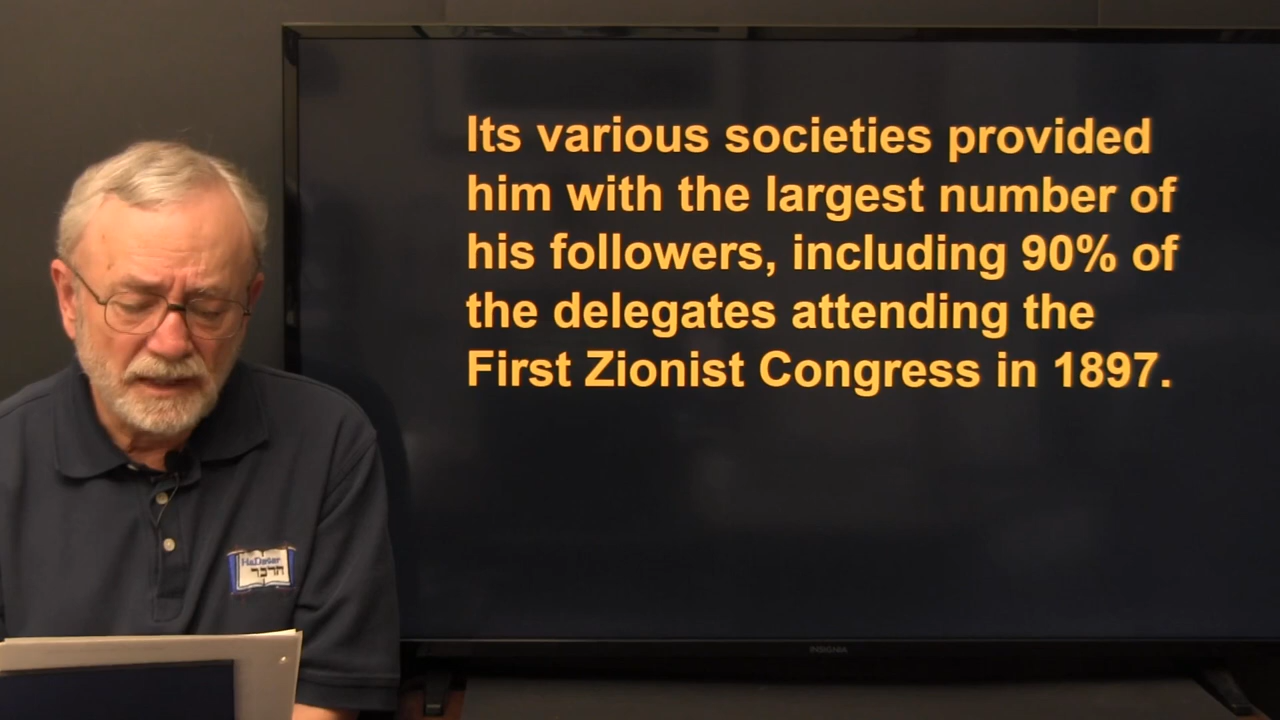 Its various societies provided
him with the largest number of
his followers, including 90% of
the delegates attending the
First Zionist Congress in 1897.
HaDavar
הדבר
INSIGNIA